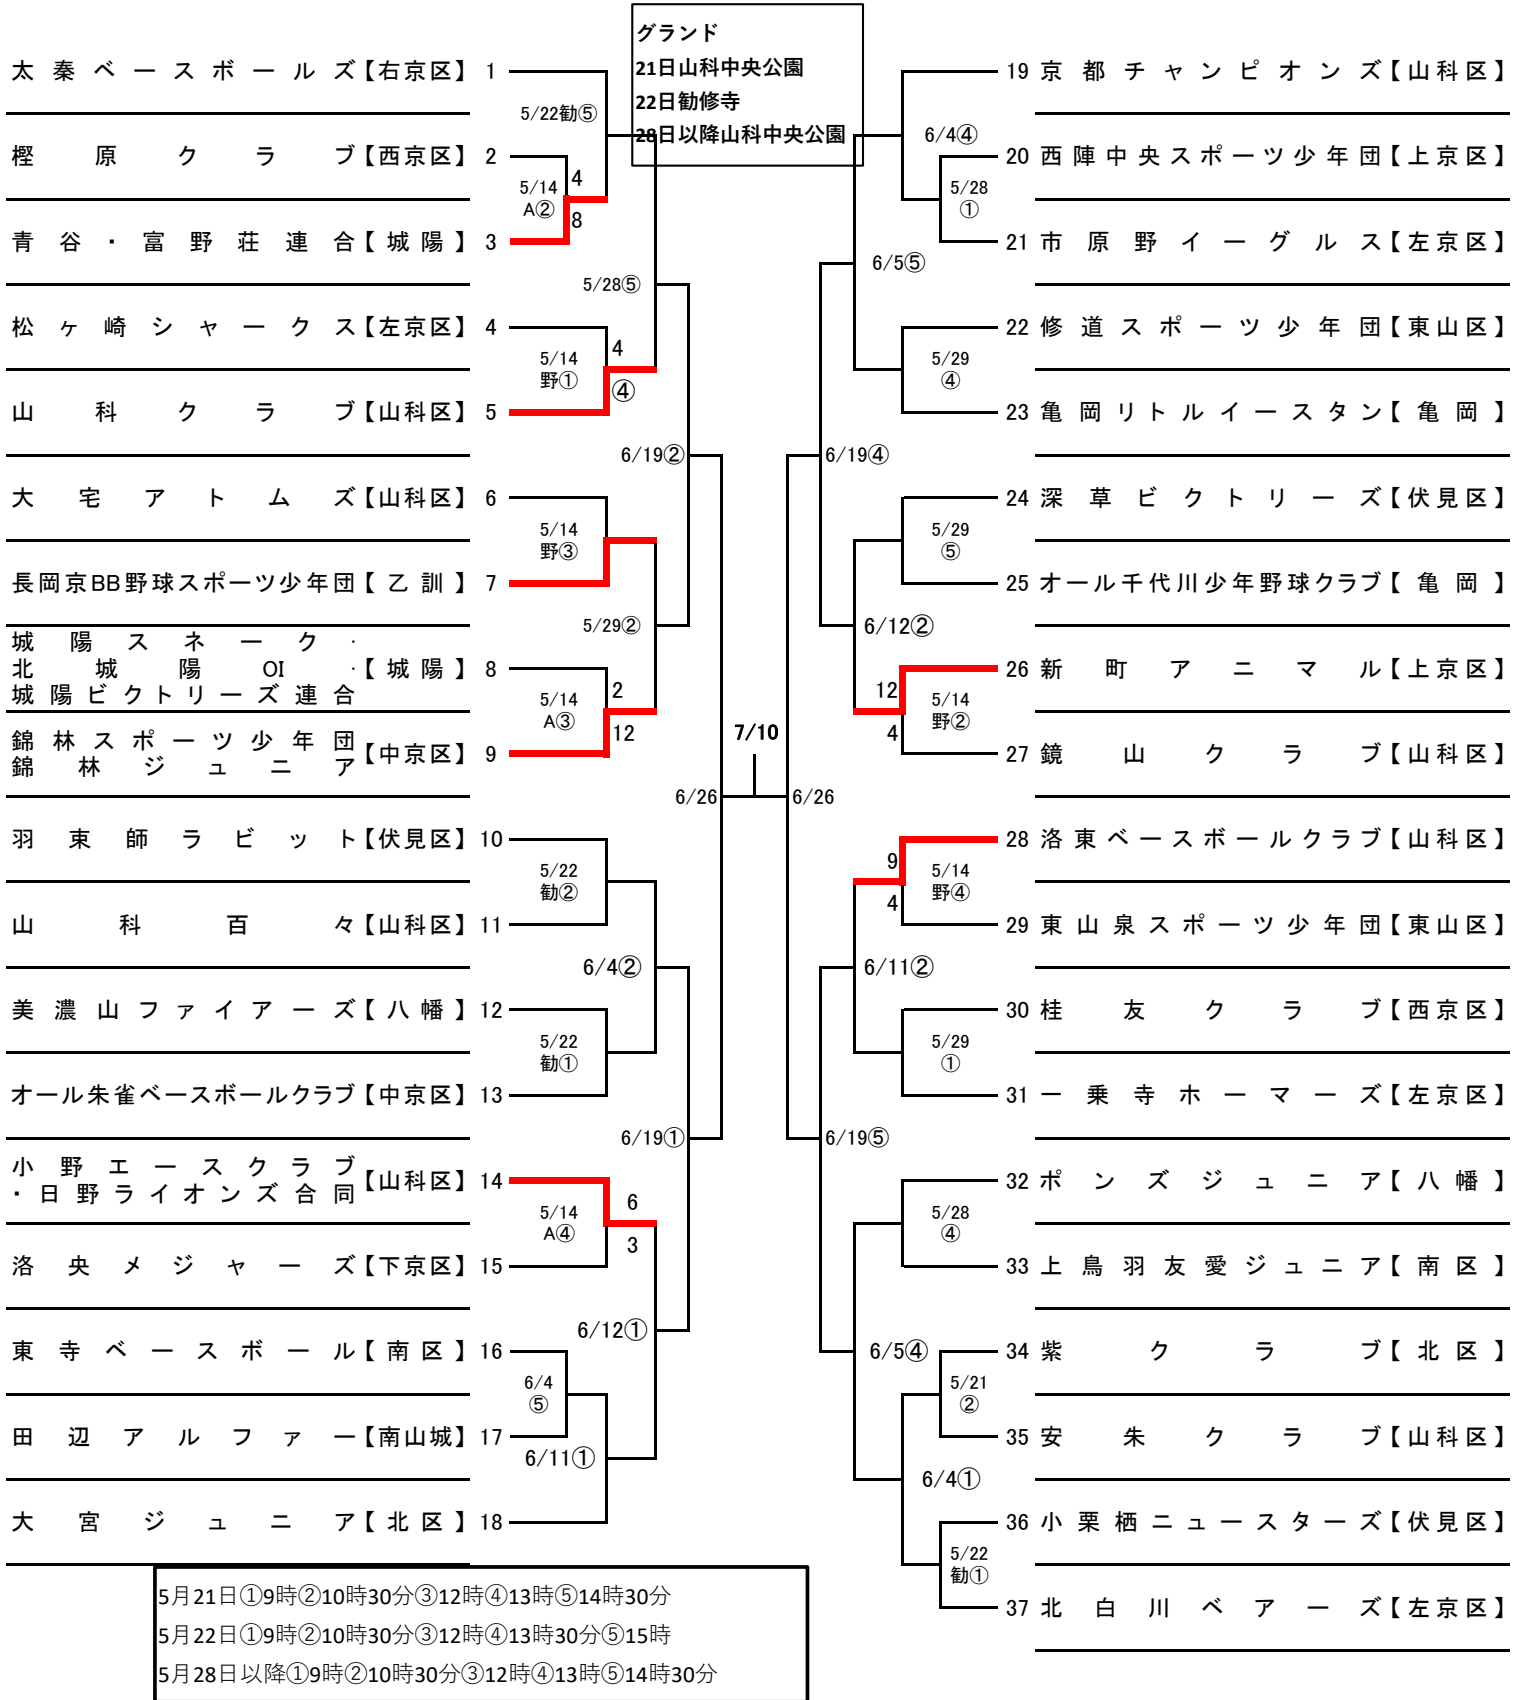 グランド
21日山科中央公園
22日勧修寺
28日以降山科中央公園
太秦ベースボールズ【右京区】 1
5/22勧⑤
樫原クラブ【西京区】 2
5/14
A②
4
8
青谷・富野荘連合【城陽】 3
5/28⑤
松ヶ崎シャークス【左京区】 4
5/14
野①
4
④
山科クラブ【山科区】 5
6/19②
大宅アトムズ【山科区】 6
5/14
野③
長岡京BB野球スポーツ少年団【乙訓】 7
5/29②
城陽スネーク・
北城陽OI・
城陽ビクトリーズ連合
【城陽】 8
5/14
A③
2
12
錦林スポーツ少年団
錦林ジュニア
【中京区】 9
6/26
7/10
羽束師ラビット【伏見区】 10
5/22
勧②
山科百々【山科区】 11
6/4②
美濃山ファイアーズ【八幡】 12
5/22
勧①
オール朱雀ベースボールクラブ【中京区】 13
6/19①
小野エースクラブ
・日野ライオンズ合同
【山科区】 14
5/14
A④
6
3
洛央メジャーズ【下京区】 15
6/12①
東寺ベースボール【南区】 16
6/4
⑤
田辺アルファー【南山城】 17
6/11①
大宮ジュニア【北区】 18
19 京都チャンピオンズ【山科区】
6/4④
20 西陣中央スポーツ少年団【上京区】
5/28
①
21 市原野イーグルス【左京区】
6/5⑤
22 修道スポーツ少年団【東山区】
5/29
④
23 亀岡リトルイースタン【亀岡】
6/19④
24 深草ビクトリーズ【伏見区】
5/29
⑤
25 オール千代川少年野球クラブ【亀岡】
6/12②
26 新町アニマル【上京区】
12
5/14
野②
4
27 鏡山クラブ【山科区】
6/26
28 洛東ベースボールクラブ【山科区】
9
5/14
野④
4
29 東山泉スポーツ少年団【東山区】
6/11②
30 桂友クラブ【西京区】
5/29
①
31 一乗寺ホーマーズ【左京区】
6/19⑤
32 ポンズジュニア【八幡】
5/28
④
33 上鳥羽友愛ジュニア【南区】
6/5④
34 紫クラブ【北区】
5/21
②
35 安朱クラブ【山科区】
6/4①
36 小栗栖ニュースターズ【伏見区】
5/22
勧①
37 北白川ベアーズ【左京区】
5月21日①9時②10時30分③12時④13時⑤14時30分
5月22日①9時②10時30分③12時④13時30分⑤15時
5月28日以降①9時②10時30分③12時④13時⑤14時30分